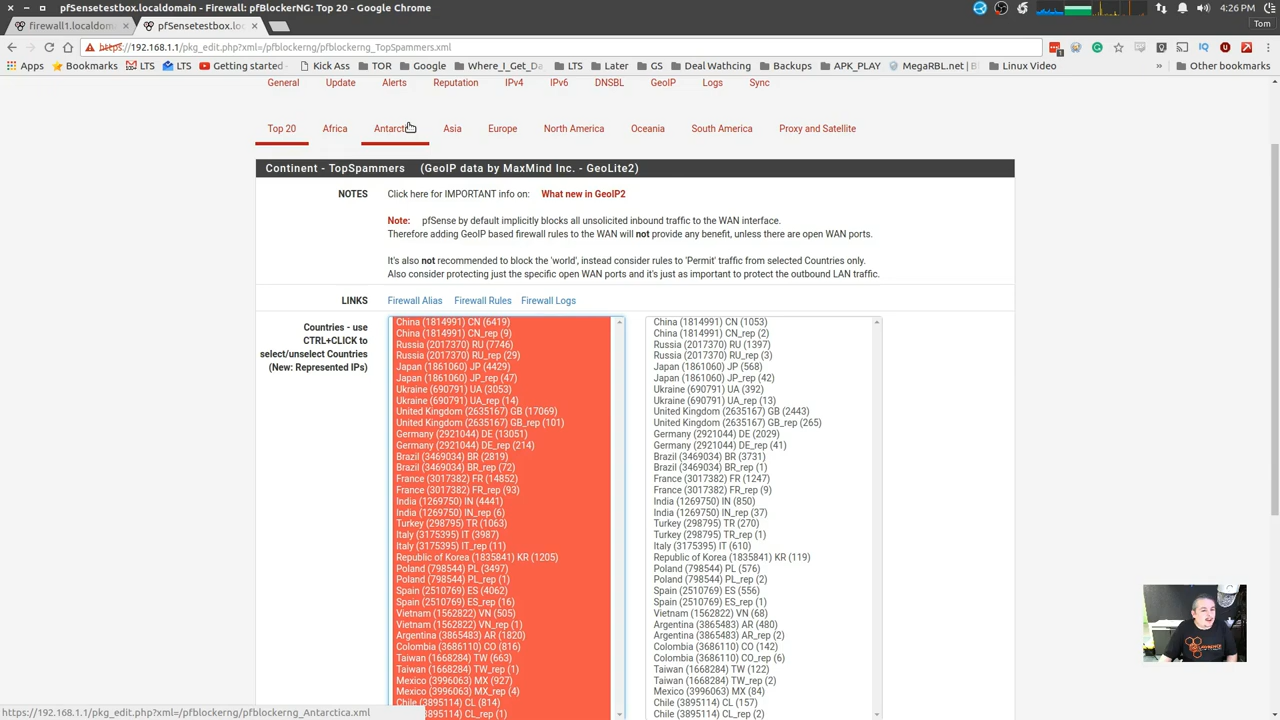 pfSensetestbox.localdomain - Firewall: pfBlockerNG: Top 20 - Google Chrome
4:26 PM
firewall1.localdom
pfSensetestbox.loc
Tom
https://192.168.1.1/pkg_edit.php?xml=/pfblockerng/pfblockerng_TopSpammers.xml
Apps
Bookmarks
LTS
LTS
Getting started
Kick Ass
TOR
Google
Where_I_Get_Da
LTS
Later
GS
Deal Wathcing
Backups
APK_PLAY
MegaRBL.net |
Linux Video
» Other bookmarks
General Update Alerts Reputation IPv4 IPv6 DNSBL GeoIP Logs Sync
Top 20 Africa Antarctica Asia Europe North America Oceania South America Proxy and Satellite
Continent - TopSpammers (GeoIP data by MaxMind Inc. - GeoLite2)
NOTES
Click here for IMPORTANT info on: What new in GeoIP2
Note: pfSense by default implicitly blocks all unsolicited inbound traffic to the WAN interface.
Therefore adding GeoIP based firewall rules to the WAN will not provide any benefit, unless there are open WAN ports.
It's also not recommended to block the 'world', instead consider rules to 'Permit' traffic from selected Countries only.
Also consider protecting just the specific open WAN ports and it's just as important to protect the outbound LAN traffic.
LINKS
Firewall Alias Firewall Rules Firewall Logs
Countries - use
CTRL+CLICK to
select/unselect Countries
(New: Represented IPs)
China (1814991) CN (6419)
China (1814991) CN_rep (9)
Russia (2017370) RU (7746)
Russia (2017370) RU_rep (29)
Japan (1861060) JP (4429)
Japan (1861060) JP_rep (47)
Ukraine (690791) UA (3053)
Ukraine (690791) UA_rep (14)
United Kingdom (2635167) GB (17069)
United Kingdom (2635167) GB_rep (101)
Germany (2921044) DE (13051)
Germany (2921044) DE_rep (214)
Brazil (3469034) BR (2819)
Brazil (3469034) BR_rep (72)
France (3017382) FR (14852)
France (3017382) FR_rep (93)
India (1269750) IN (4441)
India (1269750) IN_rep (6)
Turkey (298795) TR (1063)
Italy (3175395) IT (3987)
Italy (3175395) IT_rep (11)
Republic of Korea (1835841) KR (1205)
Poland (798544) PL (3497)
Poland (798544) PL_rep (1)
Spain (2510769) ES (4062)
Spain (2510769) ES_rep (16)
Vietnam (1562822) VN (505)
Vietnam (1562822) VN_rep (1)
Argentina (3865483) AR (1820)
Colombia (3686110) CO (816)
Taiwan (1668284) TW (663)
Taiwan (1668284) TW_rep (1)
Mexico (3996063) MX (927)
Mexico (3996063) MX_rep (4)
Chile (3895114) CL (814)
(3895114) CL_rep (1)
China (1814991) CN (1053)
China (1814991) CN_rep (2)
Russia (2017370) RU (1397)
Russia (2017370) RU_rep (3)
Japan (1861060) JP (568)
Japan (1861060) JP_rep (42)
Ukraine (690791) UA (392)
Ukraine (690791) UA_rep (13)
United Kingdom (2635167) GB (2443)
United Kingdom (2635167) GB_rep (265)
Germany (2921044) DE (2029)
Germany (2921044) DE_rep (41)
Brazil (3469034) BR (3731)
Brazil (3469034) BR_rep (1)
France (3017382) FR (1247)
France (3017382) FR_rep (9)
India (1269750) IN (850)
India (1269750) IN_rep (37)
Turkey (298795) TR (270)
Turkey (298795) TR_rep (1)
Italy (3175395) IT (610)
Republic of Korea (1835841) KR (119)
Poland (798544) PL (576)
Poland (798544) PL_rep (2)
Spain (2510769) ES (556)
Spain (2510769) ES_rep (1)
Vietnam (1562822) VN (68)
Argentina (3865483) AR (480)
Argentina (3865483) AR_rep (2)
Colombia (3686110) CO (142)
Colombia (3686110) CO_rep (6)
Taiwan (1668284) TW (122)
Taiwan (1668284) TW_rep (2)
Mexico (3996063) MX (84)
Chile (3895114) CL (157)
Chile (3895114) CL_rep (2)
https://192.168.1.1/pkg_edit.php?xml=/pfblockerng/pfblockerng_Antarctica.xml